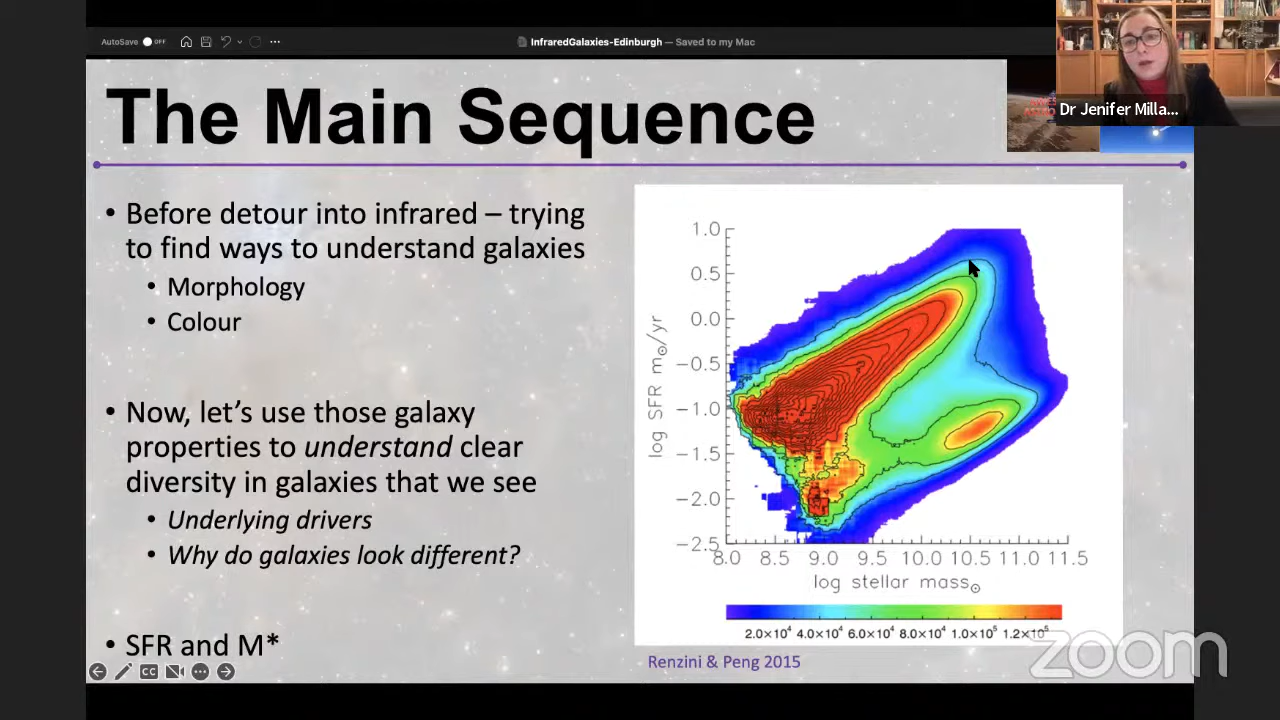 AutoSave OFF
InfraredGalaxies-Edinburgh — Saved to my Mac
Dr Jenifer Milla...
The Main Sequence
• Before detour into infrared – trying
to find ways to understand galaxies
• Morphology
• Colour
• Now, let's use those galaxy
properties to understand clear
diversity in galaxies that we see
• Underlying drivers
• Why do galaxies look different?
• SFR and M*
log SFR m⊙/yr
1.0
0.5
0.0
−0.5
−1.0
−1.5
−2.0
−2.5
8.0 8.5 9.0 9.5 10.0 10.5 11.0 11.5
log stellar mass⊙
2.0×10⁴ 4.0×10⁴ 6.0×10⁴ 8.0×10⁴ 1.0×10⁵ 1.2×10⁵
Renzini & Peng 2015
CC
zoom